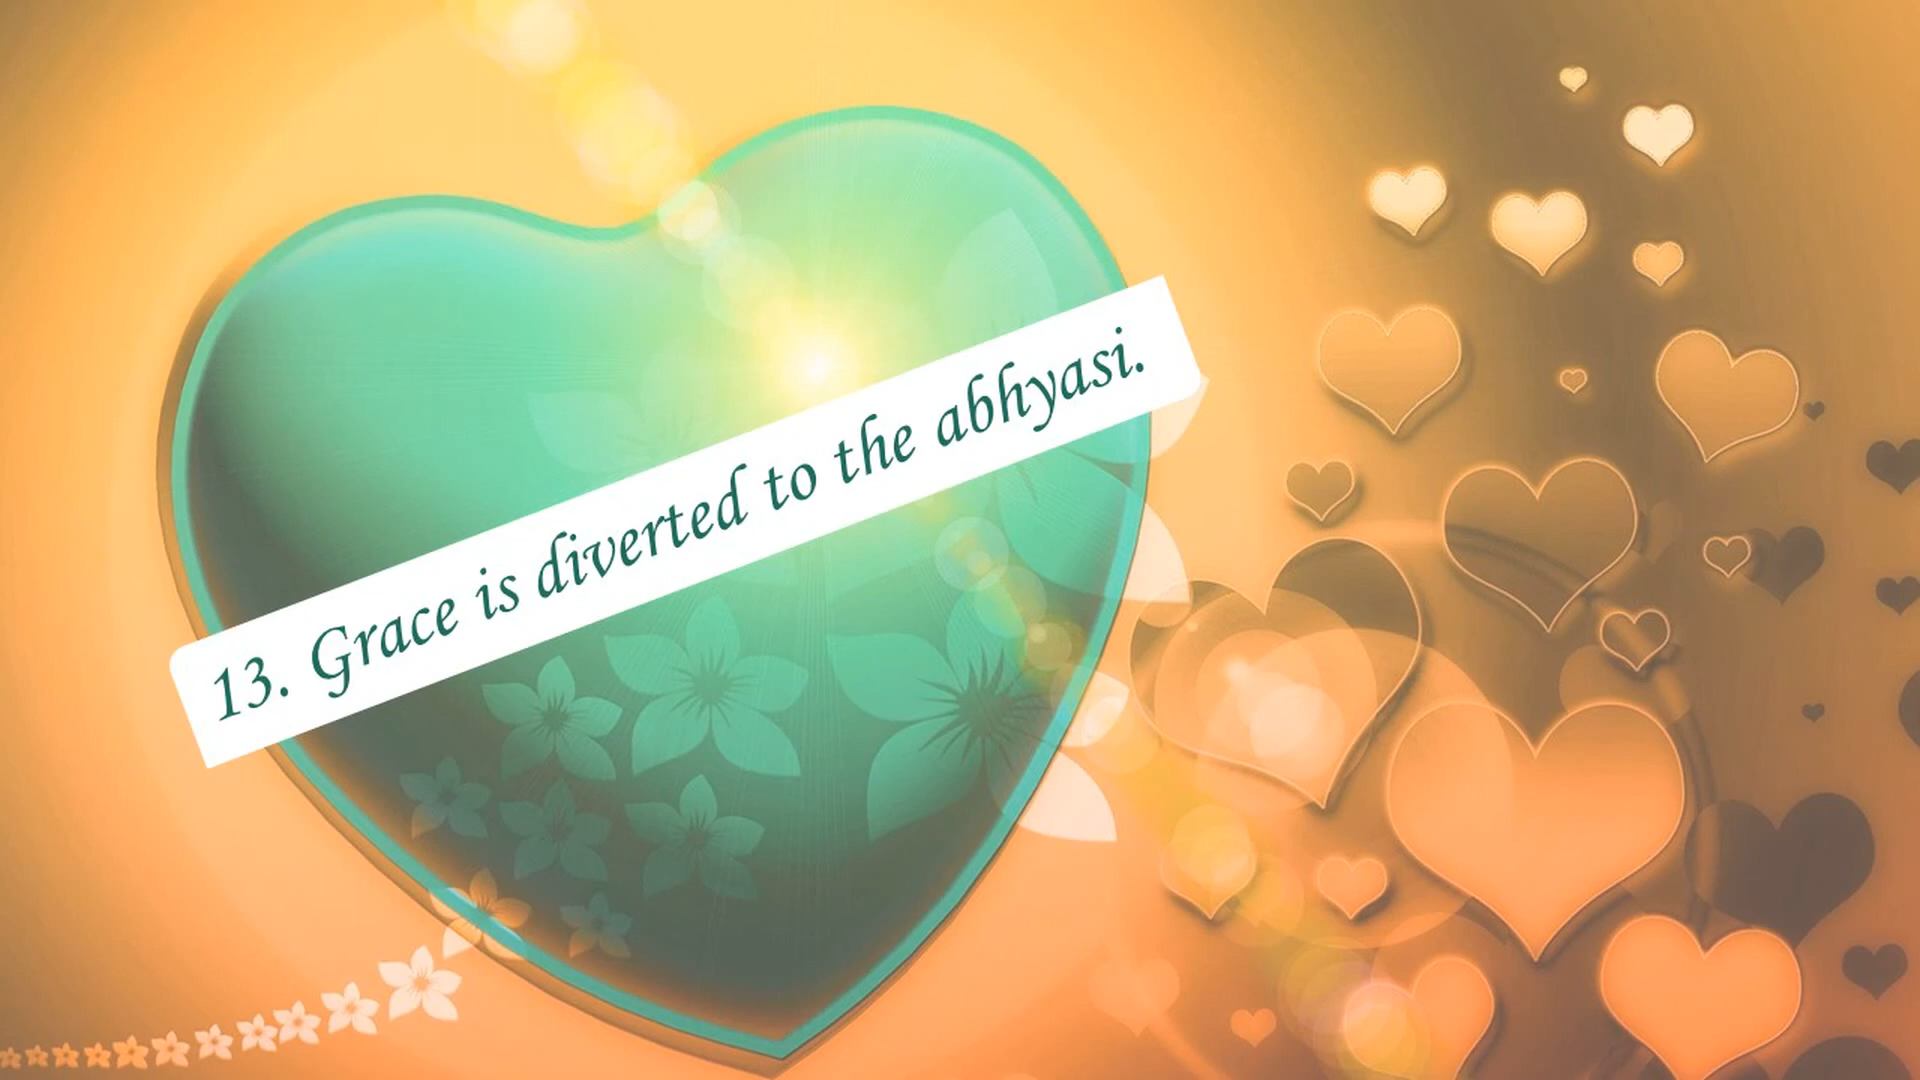 13. Grace is diverted to the abhyasi.